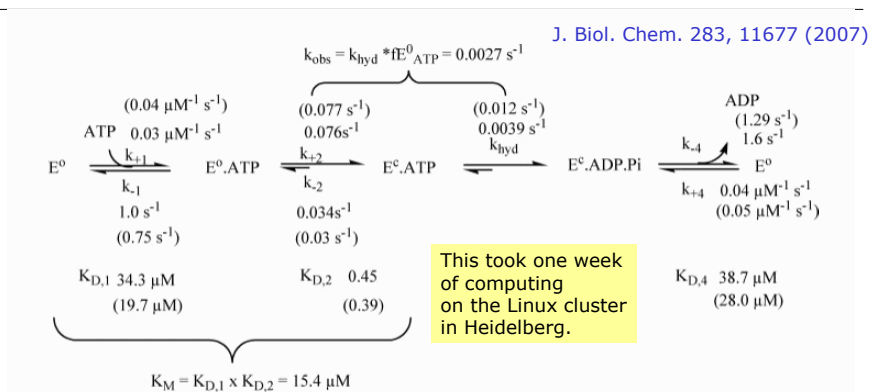 J. Biol. Chem. 283, 11677 (2007)
k_obs = k_hyd *fE⁰_ATP = 0.0027 s⁻¹
(0.04 µM⁻¹ s⁻¹) (0.077 s⁻¹) (0.012 s⁻¹) ADP
ATP 0.03 µM⁻¹ s⁻¹ 0.076s⁻¹ 0.0039 s⁻¹ (1.29 s⁻¹)
k₊₁ k₊₂ k_hyd k₋₄ 1.6 s⁻¹
Eº Eº.ATP Eᶜ.ATP Eᶜ.ADP.Pi Eº
k₋₁ k₋₂ k₊₄ 0.04 µM⁻¹ s⁻¹
1.0 s⁻¹ 0.034s⁻¹ (0.05 µM⁻¹ s⁻¹)
(0.75 s⁻¹) (0.03 s⁻¹)
K_D,1 34.3 µM K_D,2 0.45 K_D,4 38.7 µM
(19.7 µM) (0.39) (28.0 µM)
This took one week
of computing
on the Linux cluster
in Heidelberg.
K_M = K_D,1 x K_D,2 = 15.4 µM